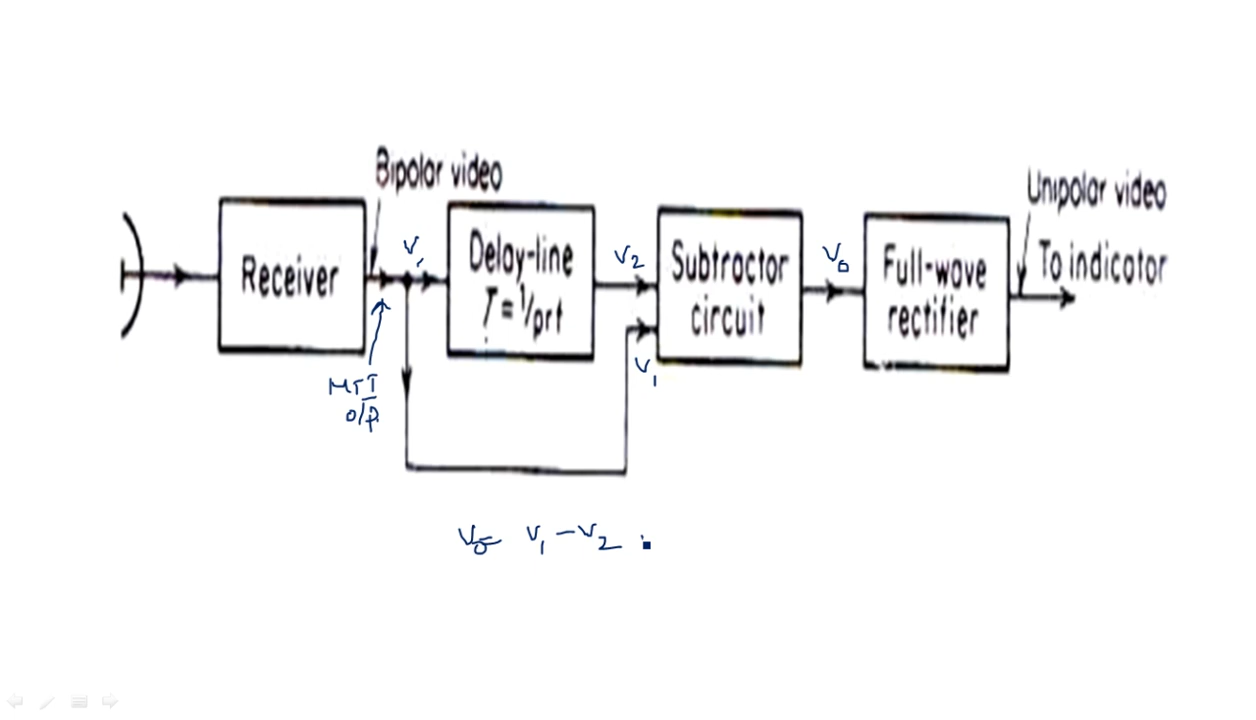 Bipolar video
Receiver
V1
Delay-line
T = 1/prf
V2
V1
Subtractor
circuit
V0
Full-wave
rectifier
Unipolar video
To indicator
MTI
O/P
V0= V1-V2